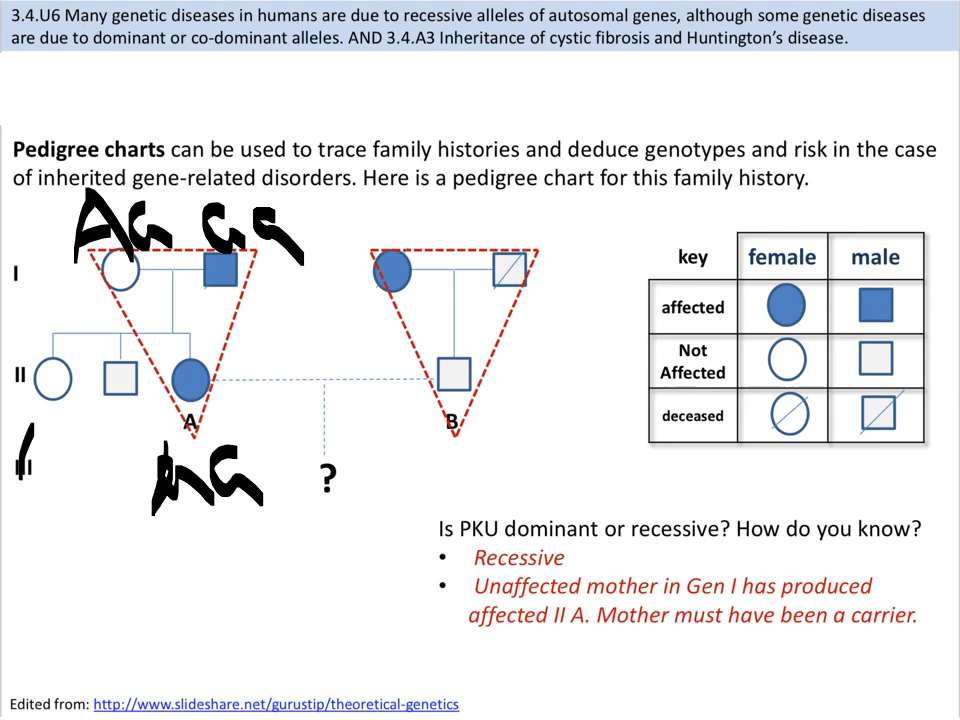 3.4.U6 Many genetic diseases in humans are due to recessive alleles of autosomal genes, although some genetic diseases
are due to dominant or co-dominant alleles. AND 3.4.A3 Inheritance of cystic fibrosis and Huntington's disease.
Pedigree charts can be used to trace family histories and deduce genotypes and risk in the case
of inherited gene-related disorders. Here is a pedigree chart for this family history.
Aa aa
I
key female male
affected
Not
Affected
deceased
II
A B
III
aa
?
Is PKU dominant or recessive? How do you know?
• Recessive
• Unaffected mother in Gen I has produced
affected II A. Mother must have been a carrier.
Edited from: http://www.slideshare.net/gurustip/theoretical-genetics